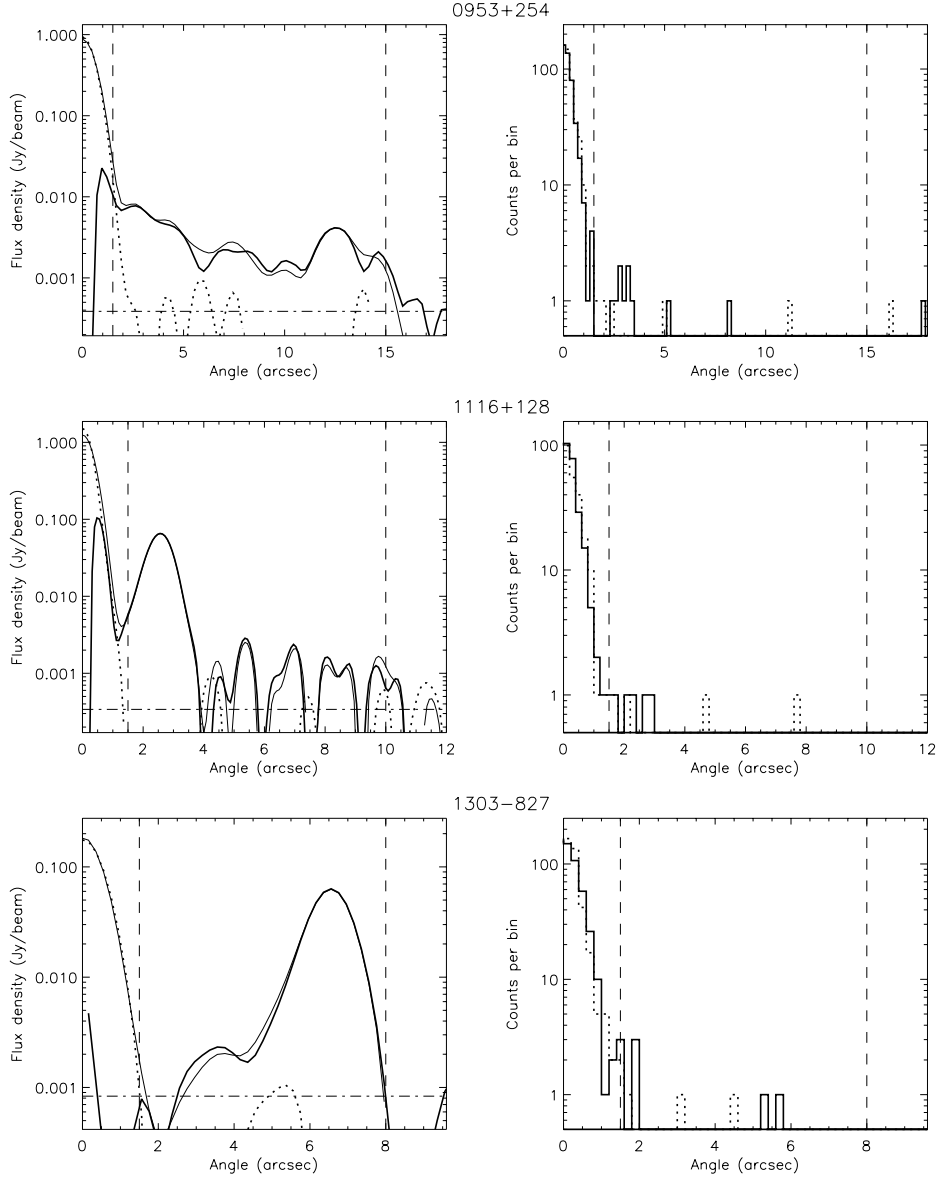 0953+254
1.000
0.100
0.010
0.001
Flux density (Jy/beam)
0 5 10 15
Angle (arcsec)
100
10
1
Counts per bin
0 5 10 15
Angle (arcsec)
1116+128
1.000
0.100
0.010
0.001
Flux density (Jy/beam)
0 2 4 6 8 10 12
Angle (arcsec)
100
10
1
Counts per bin
0 2 4 6 8 10 12
Angle (arcsec)
1303−827
0.100
0.010
0.001
Flux density (Jy/beam)
0 2 4 6 8
Angle (arcsec)
100
10
1
Counts per bin
0 2 4 6 8
Angle (arcsec)